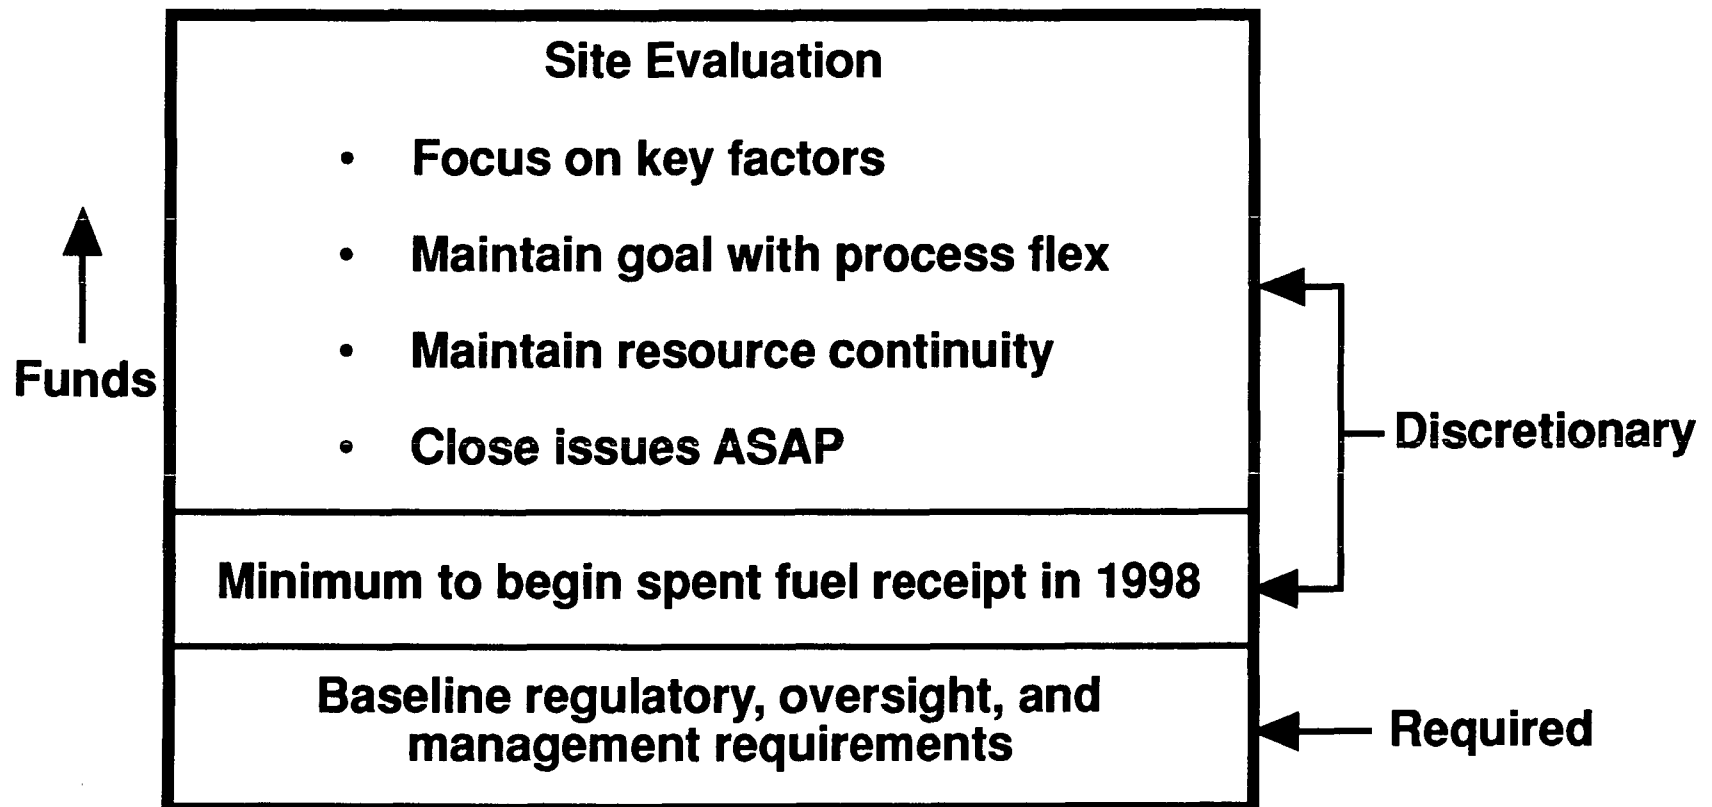 Site Evaluation
• Focus on key factors
• Maintain goal with process flex
• Maintain resource continuity
• Close issues ASAP
Funds
Discretionary
Minimum to begin spent fuel receipt in 1998
Baseline regulatory, oversight, and
management requirements
Required